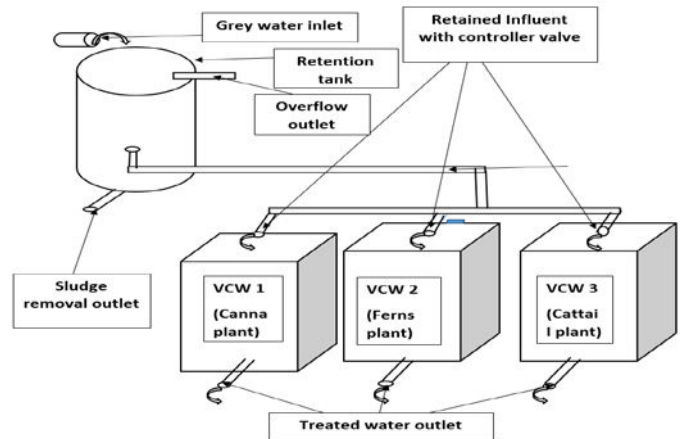 Grey water inlet
Retention
tank
Overflow
outlet
Retained Influent
with controller valve
Sludge
removal outlet
VCW 1
(Canna
plant)
VCW 2
(Ferns
plant)
VCW 3
(Cattai
l plant)
Treated water outlet